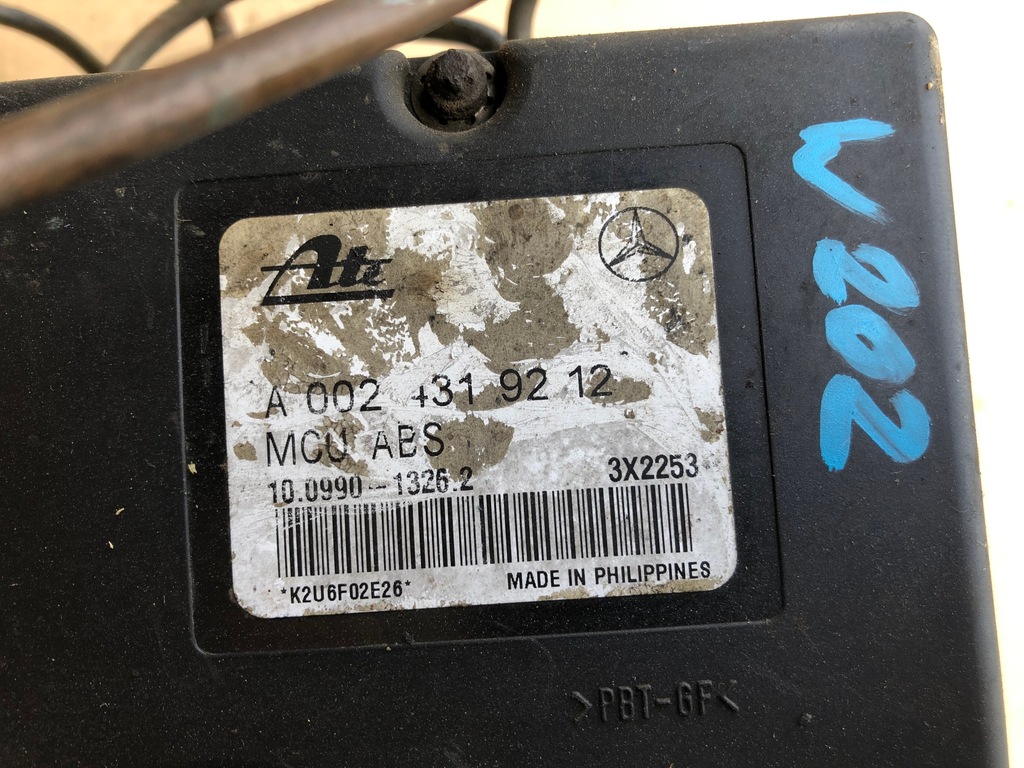 Ate
A 002 431 92 12
MCU ABS
10.0990-1326.2
3X2253
*K2U6F02E26*
MADE IN PHILIPPINES
>PBT-GF<
V 202